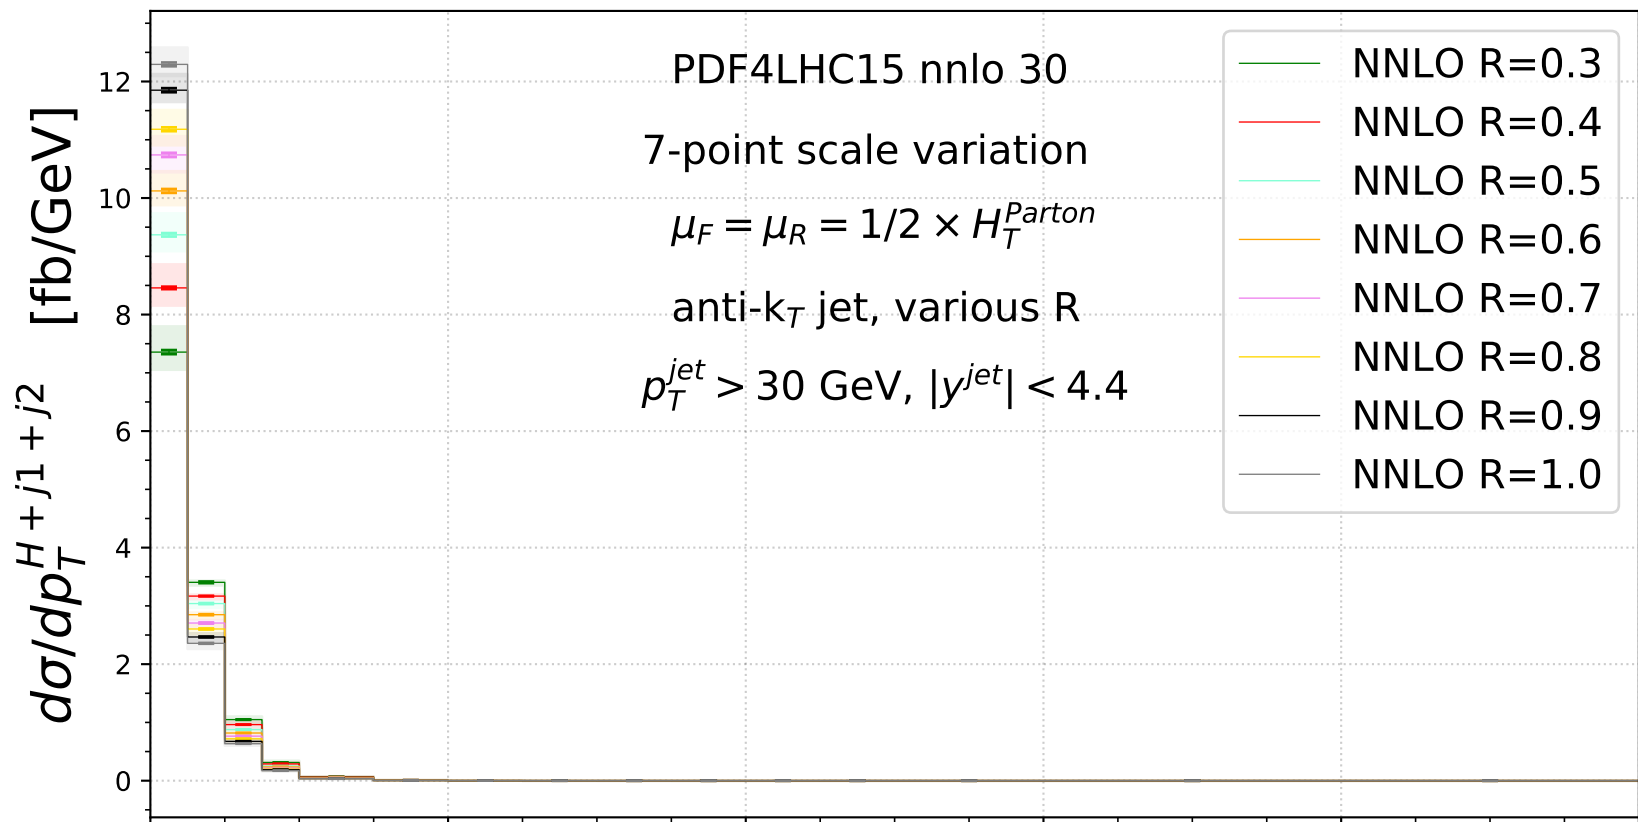 dσ/dp_T^{H + j1 + j2} [fb/GeV]
12
10
8
6
4
2
0
PDF4LHC15 nnlo 30
7-point scale variation
μ_F = μ_R = 1/2 × H_T^{Parton}
anti-k_T jet, various R
p_T^{jet} > 30 GeV, |y^{jet}| < 4.4
NNLO R=0.3
NNLO R=0.4
NNLO R=0.5
NNLO R=0.6
NNLO R=0.7
NNLO R=0.8
NNLO R=0.9
NNLO R=1.0